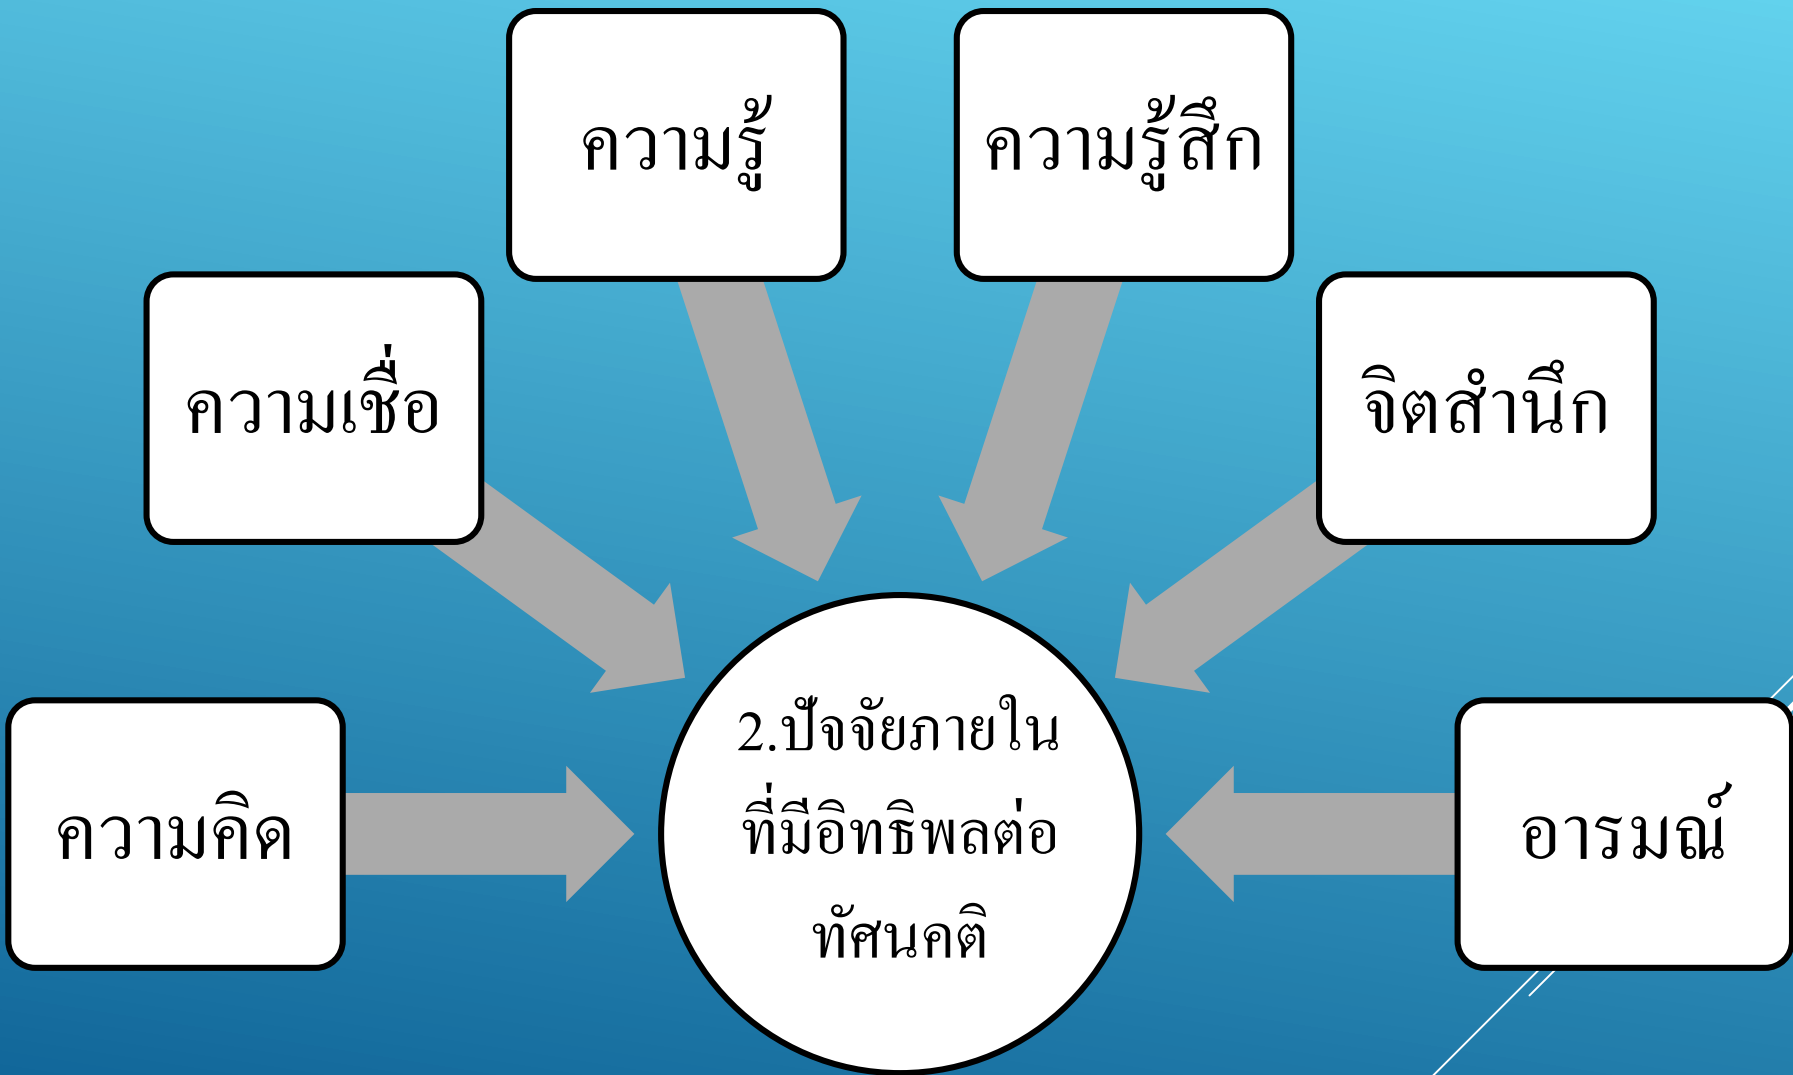 ความรู้
ความรู้สึก
ความเชื่อ
จิตสำนึก
ความคิด
2.ปัจจัยภายใน
ที่มีอิทธิพลต่อ
ทัศนคติ
อารมณ์